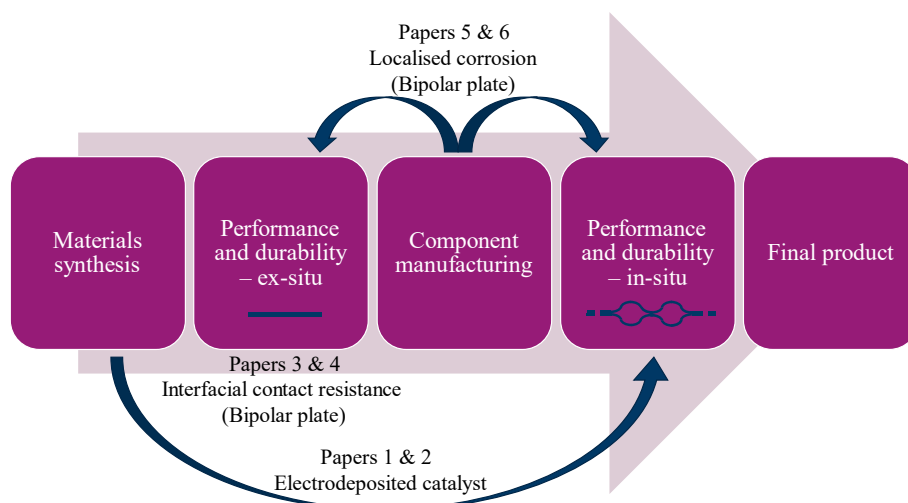 Papers 5 & 6
Localised corrosion
(Bipolar plate)
Materials
synthesis
Performance
and durability
– ex-situ
Component
manufacturing
Performance
and durability
– in-situ
Final product
Papers 3 & 4
Interfacial contact resistance
(Bipolar plate)
Papers 1 & 2
Electrodeposited catalyst